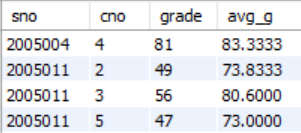 sno cno grade avg_g
2005004 4 81 83.3333
2005011 2 49 73.8333
2005011 3 56 80.6000
2005011 5 47 73.0000